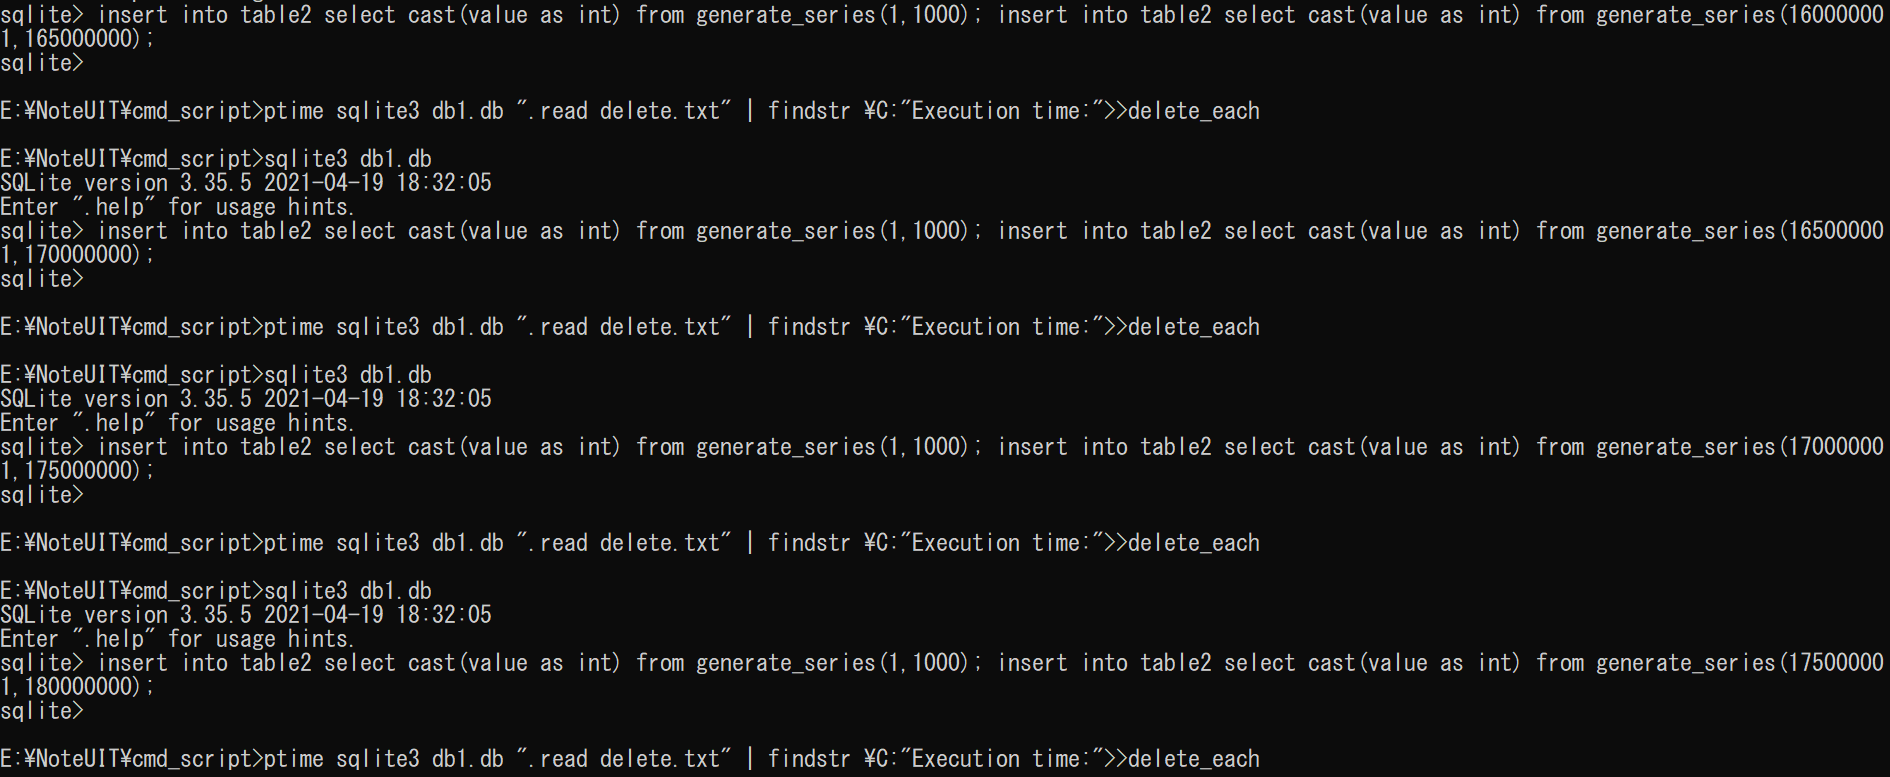 sqlite> insert into table2 select cast(value as int) from generate_series(1,1000); insert into table2 select cast(value as int) from generate_series(16000000
1,165000000);
sqlite>
E:¥NoteUIT¥cmd_script>ptime sqlite3 db1.db ".read delete.txt" | findstr ¥C:"Execution time:">>delete_each
E:¥NoteUIT¥cmd_script>sqlite3 db1.db
SQLite version 3.35.5 2021-04-19 18:32:05
Enter ".help" for usage hints.
sqlite> insert into table2 select cast(value as int) from generate_series(1,1000); insert into table2 select cast(value as int) from generate_series(16500000
1,170000000);
sqlite>
E:¥NoteUIT¥cmd_script>ptime sqlite3 db1.db ".read delete.txt" | findstr ¥C:"Execution time:">>delete_each
E:¥NoteUIT¥cmd_script>sqlite3 db1.db
SQLite version 3.35.5 2021-04-19 18:32:05
Enter ".help" for usage hints.
sqlite> insert into table2 select cast(value as int) from generate_series(1,1000); insert into table2 select cast(value as int) from generate_series(17000000
1,175000000);
sqlite>
E:¥NoteUIT¥cmd_script>ptime sqlite3 db1.db ".read delete.txt" | findstr ¥C:"Execution time:">>delete_each
E:¥NoteUIT¥cmd_script>sqlite3 db1.db
SQLite version 3.35.5 2021-04-19 18:32:05
Enter ".help" for usage hints.
sqlite> insert into table2 select cast(value as int) from generate_series(1,1000); insert into table2 select cast(value as int) from generate_series(17500000
1,180000000);
sqlite>
E:¥NoteUIT¥cmd_script>ptime sqlite3 db1.db ".read delete.txt" | findstr ¥C:"Execution time:">>delete_each